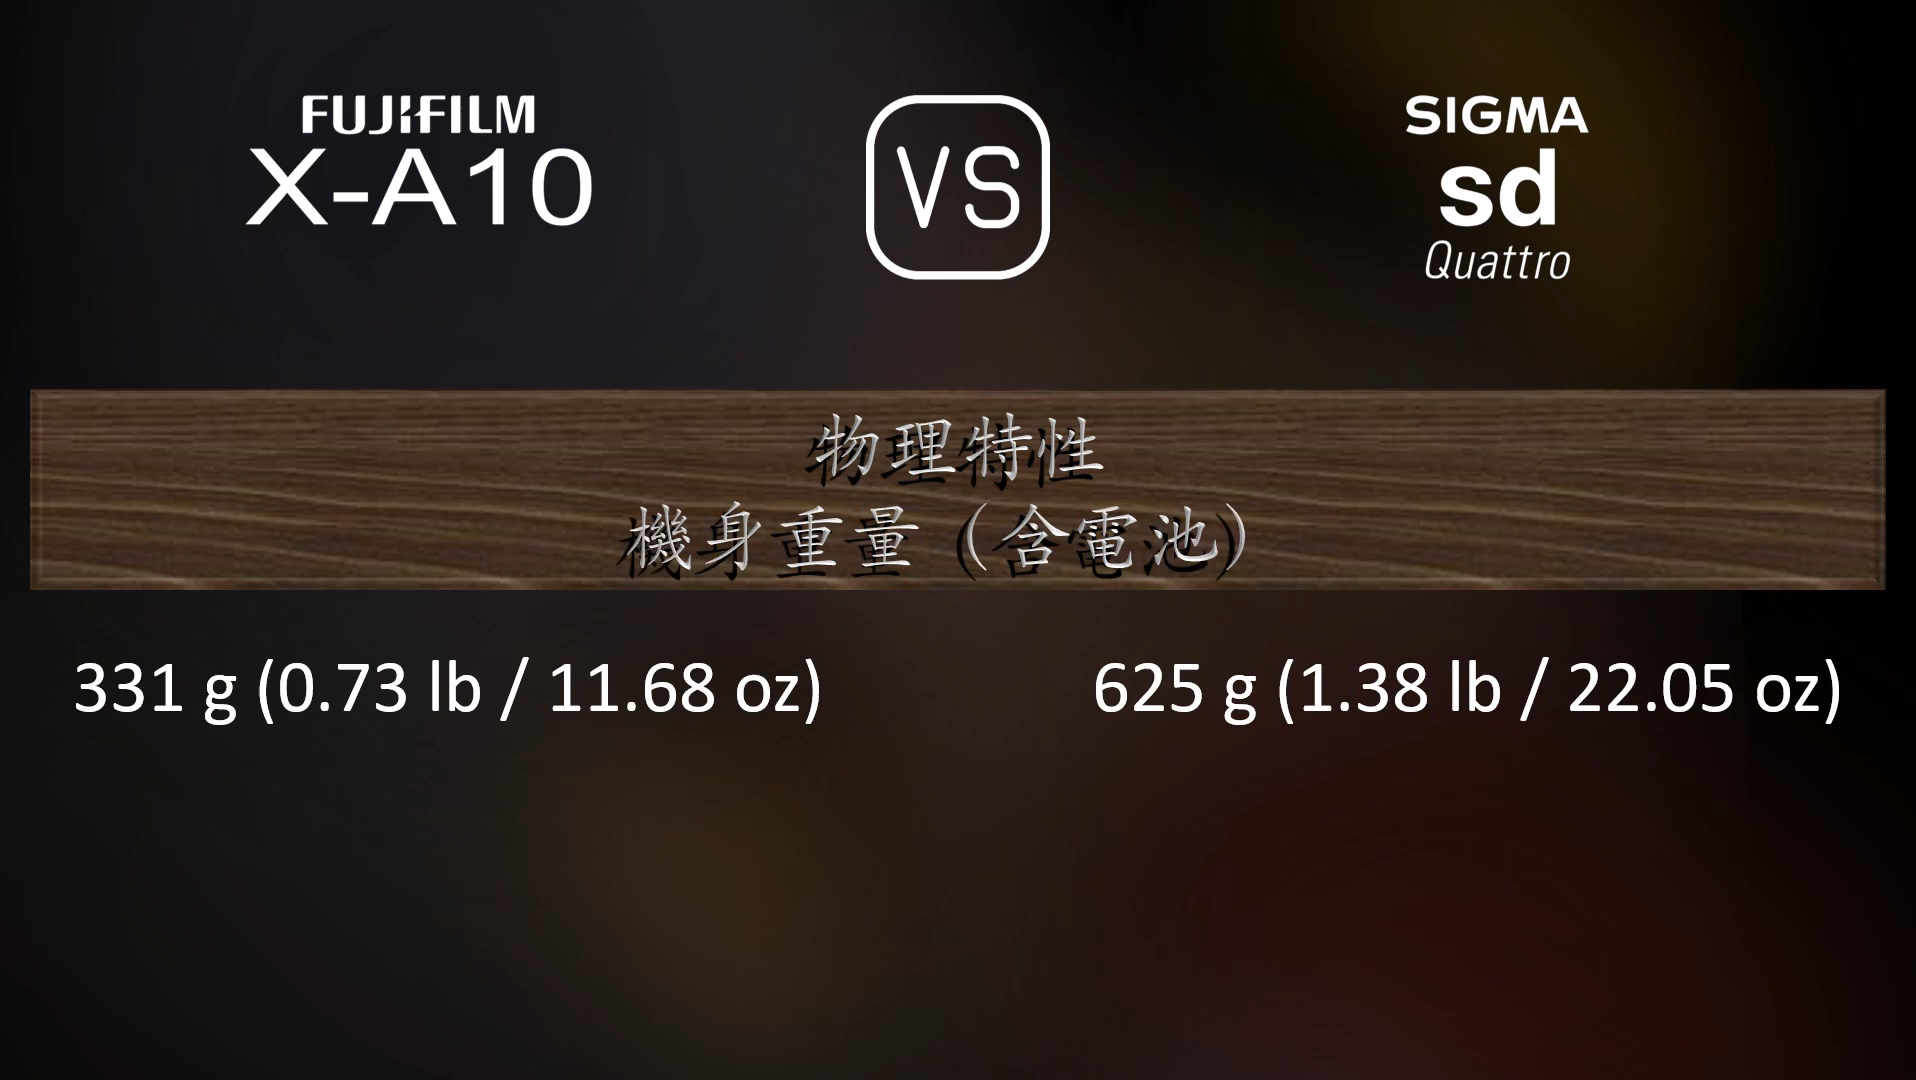 FUJIFILM
X-A10
VS
SIGMA
sd
Quattro
物理特性
機身重量（含電池）
331 g (0.73 lb / 11.68 oz)
625 g (1.38 lb / 22.05 oz)